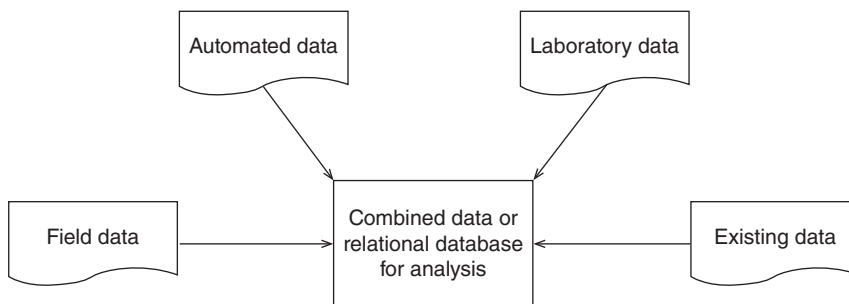 Automated data
Laboratory data
Field data
Combined data or
relational database
for analysis
Existing data